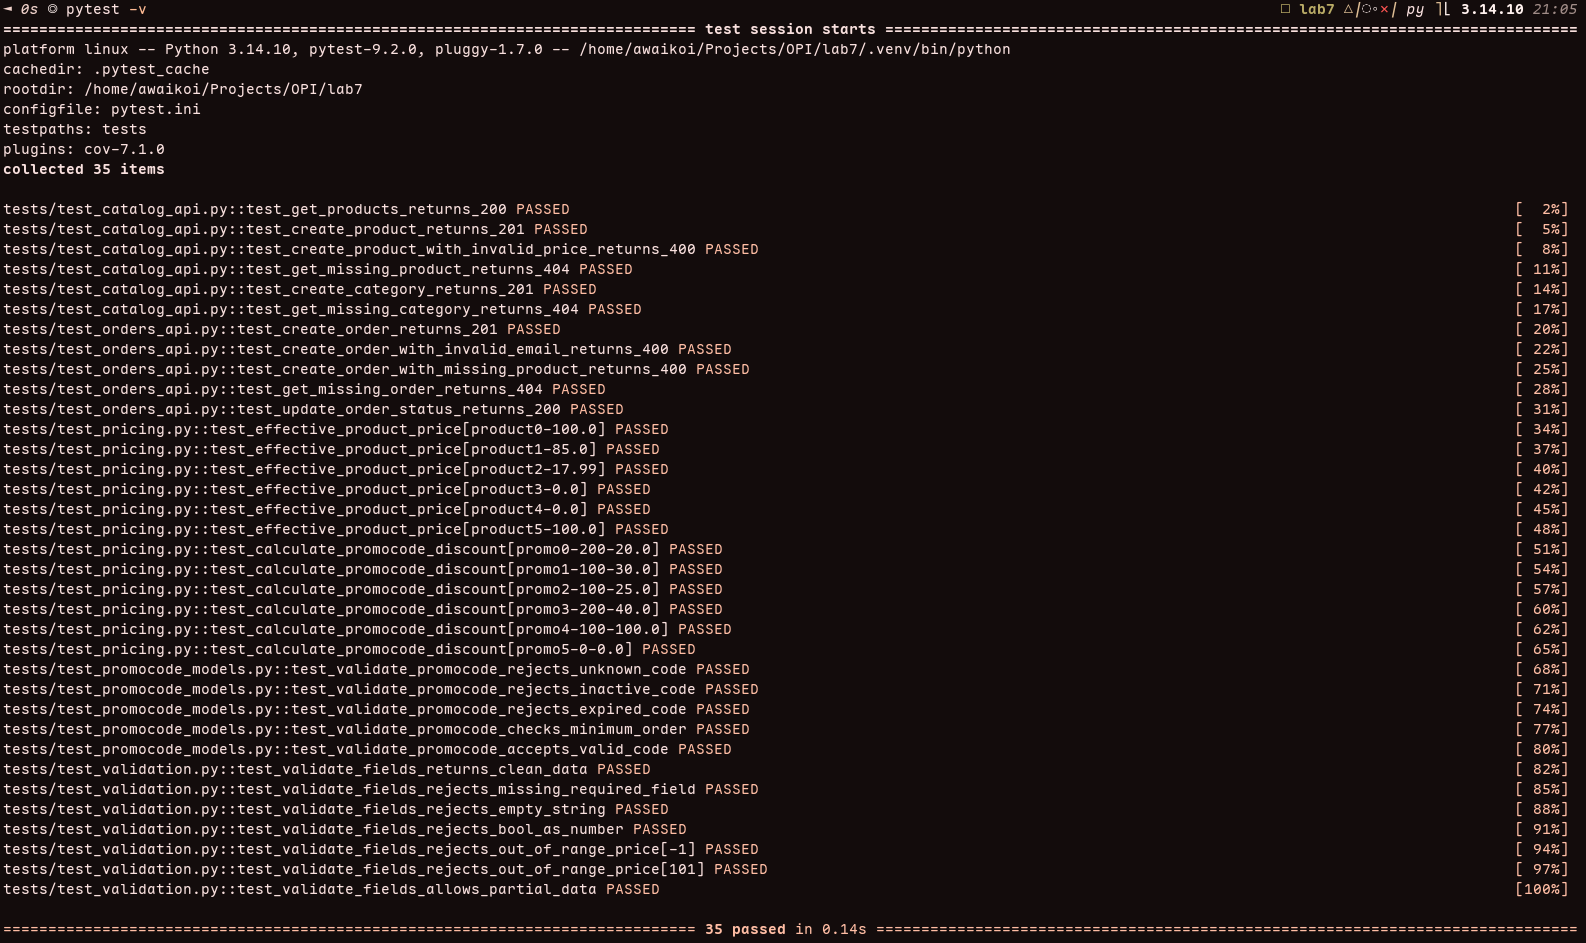 0s pytest -v lab7 py 3.14.10 21:05
============================================================================= test session starts =============================================================================
platform linux -- Python 3.14.10, pytest-9.2.0, pluggy-1.7.0 -- /home/awaikoi/Projects/OPI/lab7/.venv/bin/python
cachedir: .pytest_cache
rootdir: /home/awaikoi/Projects/OPI/lab7
configfile: pytest.ini
testpaths: tests
plugins: cov-7.1.0
collected 35 items
tests/test_catalog_api.py::test_get_products_returns_200 PASSED [  2%]
tests/test_catalog_api.py::test_create_product_returns_201 PASSED [  5%]
tests/test_catalog_api.py::test_create_product_with_invalid_price_returns_400 PASSED [  8%]
tests/test_catalog_api.py::test_get_missing_product_returns_404 PASSED [ 11%]
tests/test_catalog_api.py::test_create_category_returns_201 PASSED [ 14%]
tests/test_catalog_api.py::test_get_missing_category_returns_404 PASSED [ 17%]
tests/test_orders_api.py::test_create_order_returns_201 PASSED [ 20%]
tests/test_orders_api.py::test_create_order_with_invalid_email_returns_400 PASSED [ 22%]
tests/test_orders_api.py::test_create_order_with_missing_product_returns_400 PASSED [ 25%]
tests/test_orders_api.py::test_get_missing_order_returns_404 PASSED [ 28%]
tests/test_orders_api.py::test_update_order_status_returns_200 PASSED [ 31%]
tests/test_pricing.py::test_effective_product_price[product0-100.0] PASSED [ 34%]
tests/test_pricing.py::test_effective_product_price[product1-85.0] PASSED [ 37%]
tests/test_pricing.py::test_effective_product_price[product2-17.99] PASSED [ 40%]
tests/test_pricing.py::test_effective_product_price[product3-0.0] PASSED [ 42%]
tests/test_pricing.py::test_effective_product_price[product4-0.0] PASSED [ 45%]
tests/test_pricing.py::test_effective_product_price[product5-100.0] PASSED [ 48%]
tests/test_pricing.py::test_calculate_promocode_discount[promo0-200-20.0] PASSED [ 51%]
tests/test_pricing.py::test_calculate_promocode_discount[promo1-100-30.0] PASSED [ 54%]
tests/test_pricing.py::test_calculate_promocode_discount[promo2-100-25.0] PASSED [ 57%]
tests/test_pricing.py::test_calculate_promocode_discount[promo3-200-40.0] PASSED [ 60%]
tests/test_pricing.py::test_calculate_promocode_discount[promo4-100-100.0] PASSED [ 62%]
tests/test_pricing.py::test_calculate_promocode_discount[promo5-0-0.0] PASSED [ 65%]
tests/test_promocode_models.py::test_validate_promocode_rejects_unknown_code PASSED [ 68%]
tests/test_promocode_models.py::test_validate_promocode_rejects_inactive_code PASSED [ 71%]
tests/test_promocode_models.py::test_validate_promocode_rejects_expired_code PASSED [ 74%]
tests/test_promocode_models.py::test_validate_promocode_checks_minimum_order PASSED [ 77%]
tests/test_promocode_models.py::test_validate_promocode_accepts_valid_code PASSED [ 80%]
tests/test_validation.py::test_validate_fields_returns_clean_data PASSED [ 82%]
tests/test_validation.py::test_validate_fields_rejects_missing_required_field PASSED [ 85%]
tests/test_validation.py::test_validate_fields_rejects_empty_string PASSED [ 88%]
tests/test_validation.py::test_validate_fields_rejects_bool_as_number PASSED [ 91%]
tests/test_validation.py::test_validate_fields_rejects_out_of_range_price[-1] PASSED [ 94%]
tests/test_validation.py::test_validate_fields_rejects_out_of_range_price[101] PASSED [ 97%]
tests/test_validation.py::test_validate_fields_allows_partial_data PASSED [100%]
============================================================================= 35 passed in 0.14s ==============================================================================